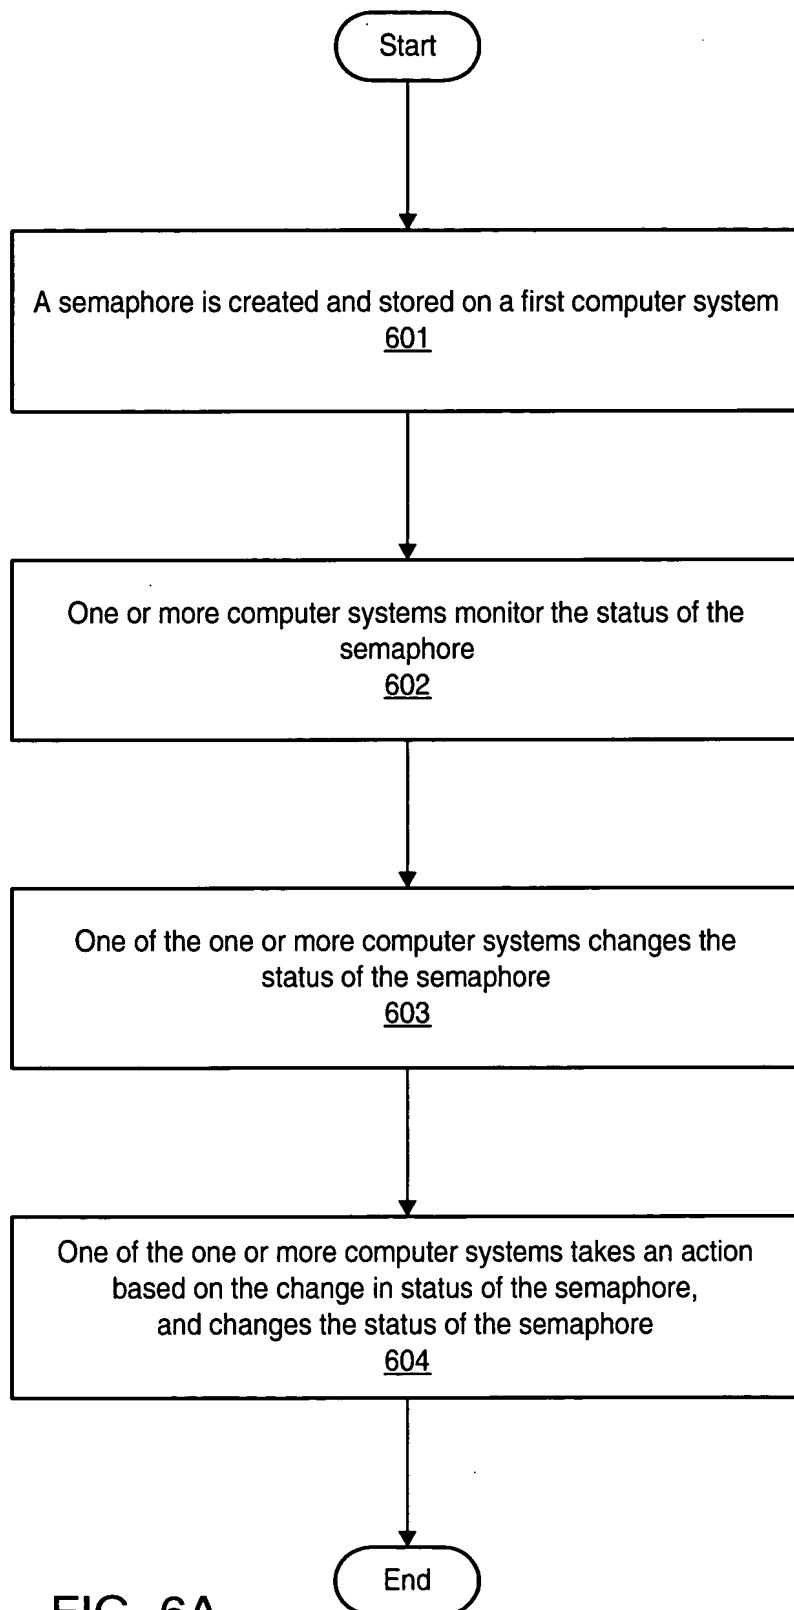 Start
A semaphore is created and stored on a first computer system
601
One or more computer systems monitor the status of the
semaphore
602
One of the one or more computer systems changes the
status of the semaphore
603
One of the one or more computer systems takes an action
based on the change in status of the semaphore,
and changes the status of the semaphore
604
End
FIG. 6A